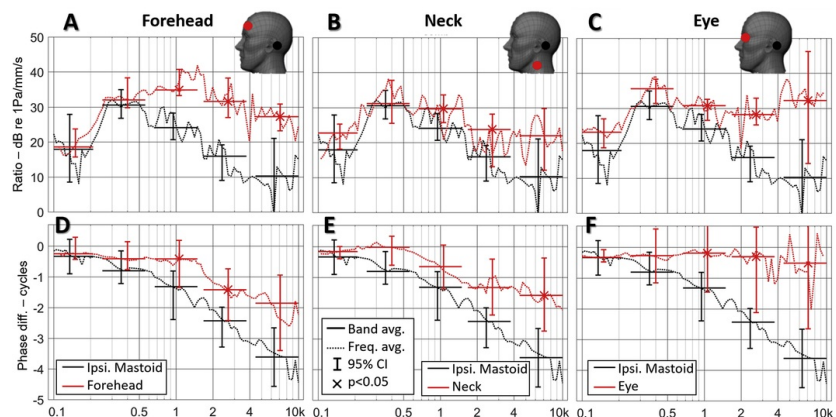 A Forehead
B Neck
C Eye
Ratio – dB re 1Pa/mm/s
50
40
30
20
10
0
D
E
F
Phase diff. – cycles
0
-1
-2
-3
-4
-5
Ipsi. Mastoid
Forehead
Band avg.
Freq. avg.
95% CI
p<0.05
Ipsi. Mastoid
Neck
Ipsi. Mastoid
Eye
0.1 0.5 1 2 4 10k
0.1 0.5 1 2 4 10k
0.1 0.5 1 2 4 10k